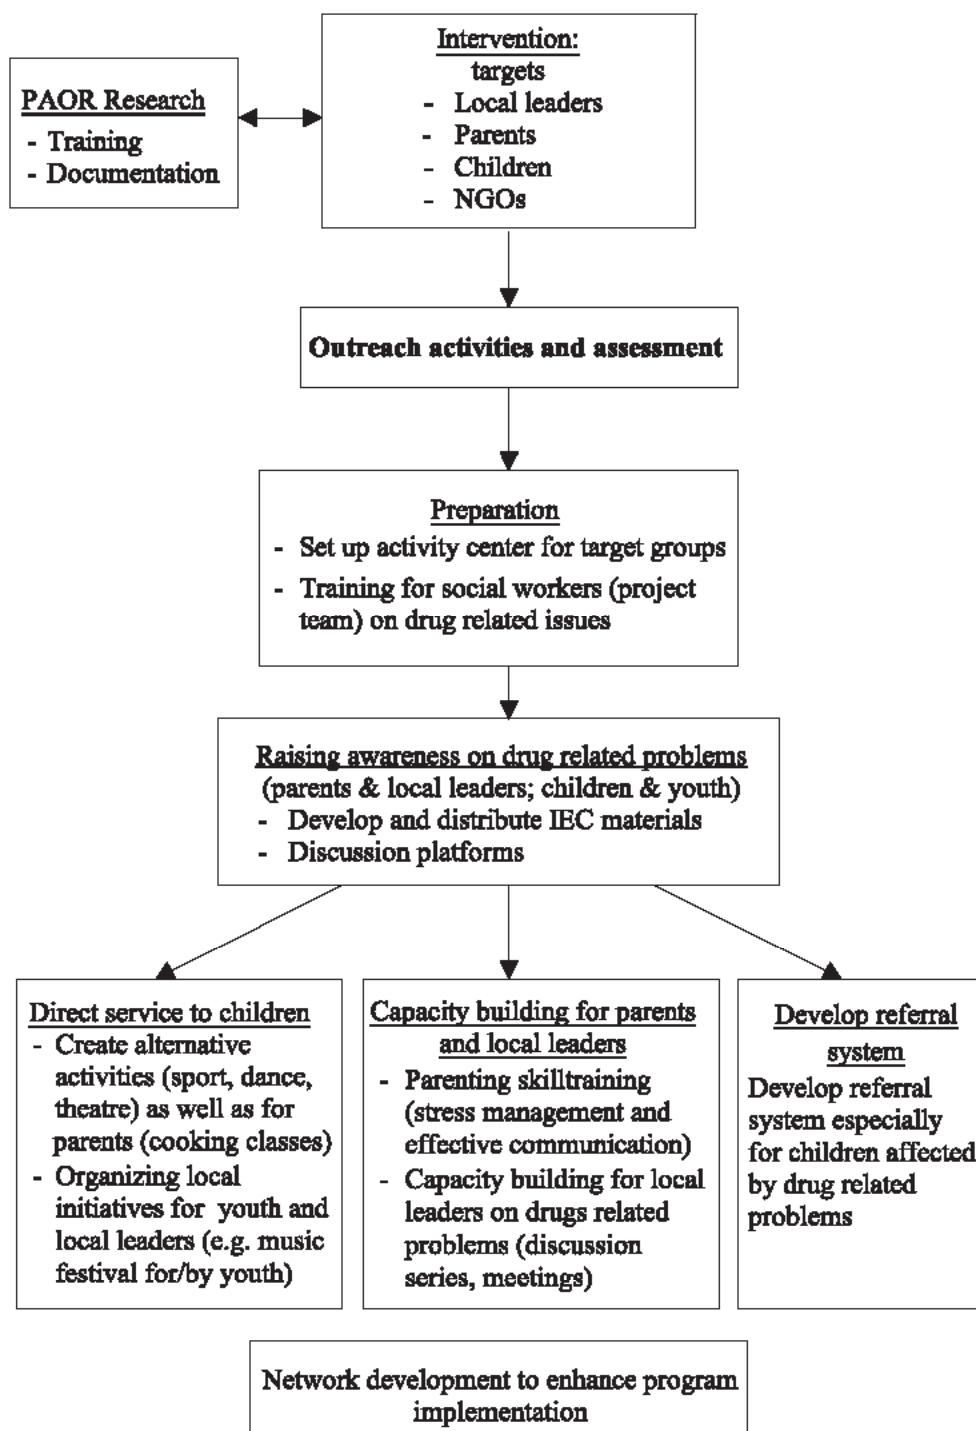 PAOR Research
- Training
- Documentation
Intervention:
targets
- Local leaders
- Parents
- Children
- NGOs
Outreach activities and assessment
Preparation
- Set up activity center for target groups
- Training for social workers (project
team) on drug related issues
Raising awareness on drug related problems
(parents & local leaders; children & youth)
- Develop and distribute IEC materials
- Discussion platforms
Direct service to children
- Create alternative
activities (sport, dance,
theatre) as well as for
parents (cooking classes)
- Organizing local
initiatives for youth and
local leaders (e.g. music
festival for/by youth)
Capacity building for parents
and local leaders
- Parenting skilltraining
(stress management and
effective communication)
- Capacity building for local
leaders on drugs related
problems (discussion
series, meetings)
Develop referral
system
Develop referral
system especially
for children affected
by drug related
problems
Network development to enhance program
implementation